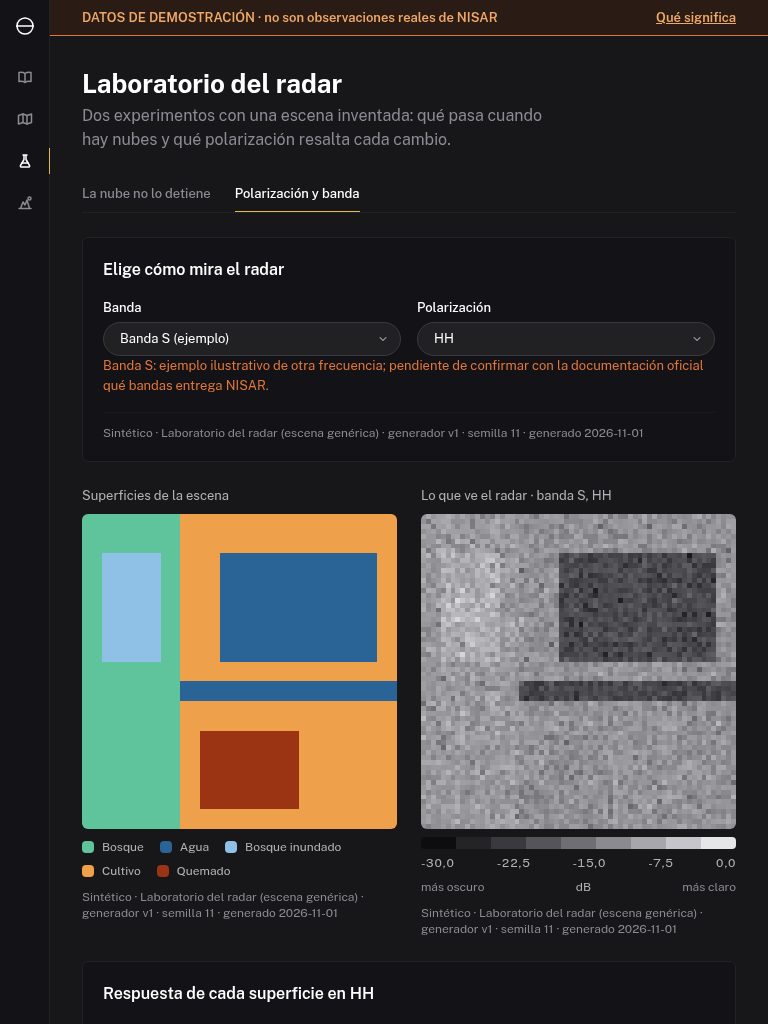 DATOS DE DEMOSTRACIÓN · no son observaciones reales de NISAR
Qué significa
Laboratorio del radar
Dos experimentos con una escena inventada: qué pasa cuando
hay nubes y qué polarización resalta cada cambio.
La nube no lo detiene
Polarización y banda
Elige cómo mira el radar
Banda
Polarización
Banda S (ejemplo)
HH
Banda S: ejemplo ilustrativo de otra frecuencia; pendiente de confirmar con la documentación oficial
qué bandas entrega NISAR.
Sintético · Laboratorio del radar (escena genérica) · generador v1 · semilla 11 · generado 2026-11-01
Superficies de la escena
Lo que ve el radar · banda S, HH
Bosque
Agua
Bosque inundado
Cultivo
Quemado
Sintético · Laboratorio del radar (escena genérica) ·
generador v1 · semilla 11 · generado 2026-11-01
-30,0
-22,5
-15,0
-7,5
0,0
más oscuro
dB
más claro
Sintético · Laboratorio del radar (escena genérica) ·
generador v1 · semilla 11 · generado 2026-11-01
Respuesta de cada superficie en HH